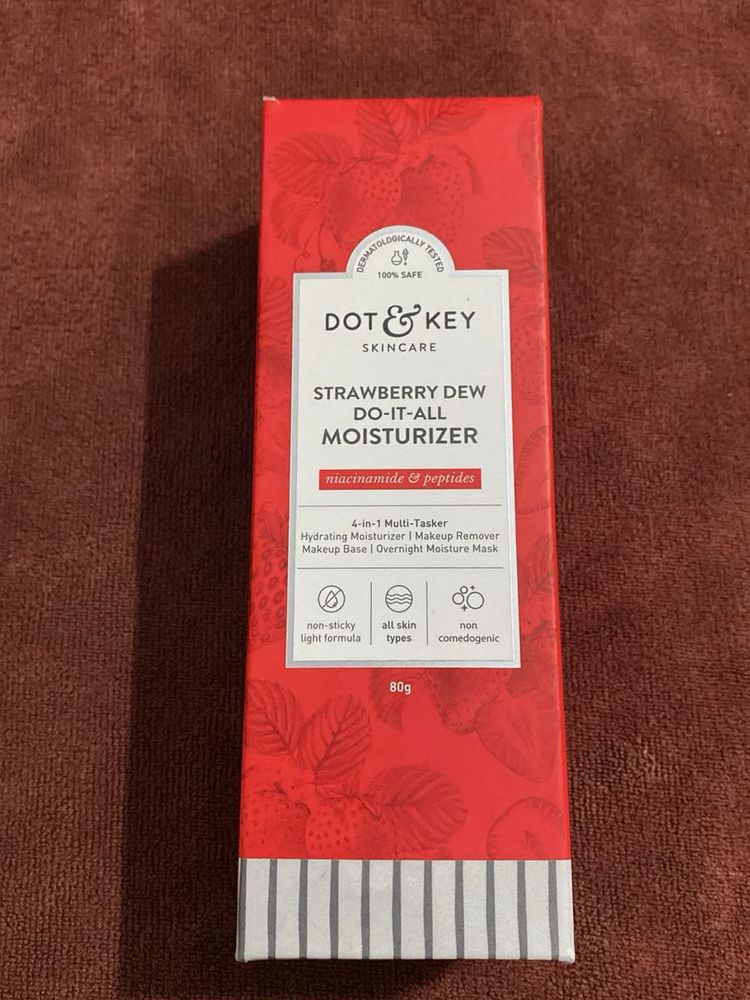 DERMATOLOGICALLY TESTED
100% SAFE
DOT & KEY
SKINCARE
STRAWBERRY DEW
DO-IT-ALL
MOISTURIZER
niacinamide & peptides
4-in-1 Multi-Tasker
Hydrating Moisturizer | Makeup Remover
Makeup Base | Overnight Moisture Mask
non-sticky
light formula
all skin
types
non
comedogenic
80g